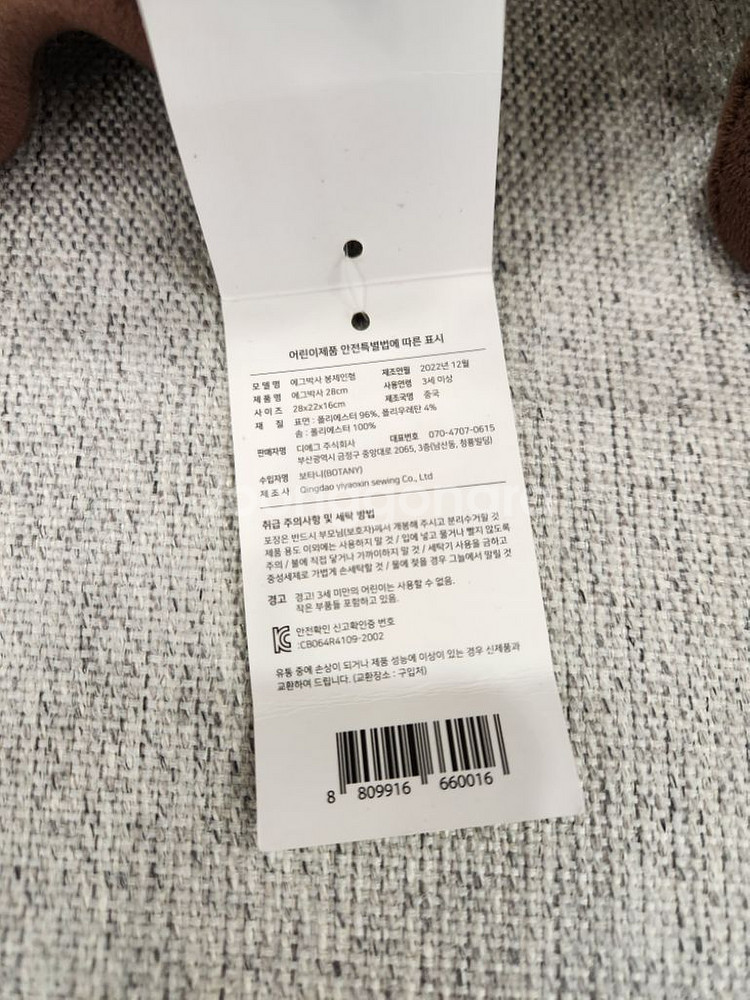 어린이제품 안전특별법에 따른 표시
모 델 명 에그박사 봉제인형 제조연월 2022년 12월
제 품 명 에그박사 28cm 사용연령 3세 이상
사 이 즈 28x22x16cm 제조국명 중국
재 질 표면 : 폴리에스터 96%, 폴리우레탄 4%
솜 : 폴리에스터 100%
판매자명 디에그 주식회사 대표번호 070-4707-0615
부산광역시 금정구 중앙대로 2065, 3층(남산동, 청룡빌딩)
수입자명 보타니(BOTANY)
제 조 사 Qingdao yiyaoxin sewing Co., Ltd
취급 주의사항 및 세탁 방법
포장은 반드시 부모님(보호자)께서 개봉해 주시고 분리수거될 것
제품 용도 이외에는 사용하지 말 것 / 입에 넣고 물거나 빨지 않도록
주의 / 불에 직접 닿거나 가까이하지 말 것 / 세탁기 사용을 금하고
중성세제로 가볍게 손세탁할 것 / 물에 젖을 경우 그늘에서 말릴 것
경고 경고! 3세 미만의 어린이는 사용할 수 없음.
작은 부품들 포함하고 있음.
안전확인 신고확인증 번호
:CB064R4109-2002
유통 중에 손상이 되거나 제품 성능에 이상이 있는 경우 신제품과
교환하여 드립니다. (교환장소 : 구입처)
8 809916 660016